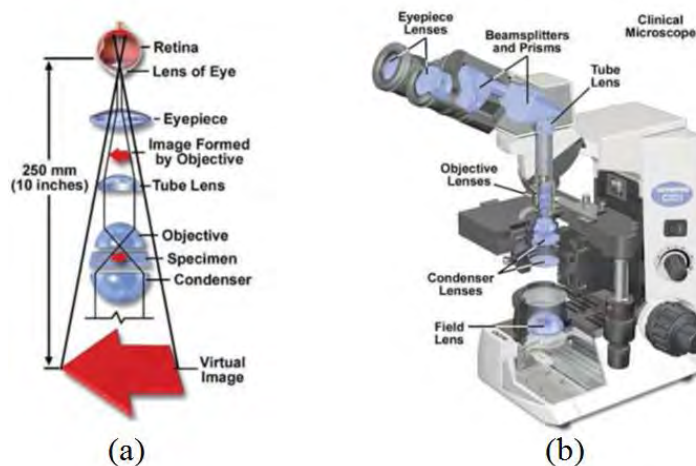 Retina
Lens of Eye
Eyepiece
Image Formed
by Objective
250 mm
(10 inches)
Tube Lens
Objective
Specimen
Condenser
Virtual
Image
(a)
Eyepiece
Lenses
Beamsplitters
and Prisms
Clinical
Microscope
Tube
Lens
Objective
Lenses
Condenser
Lenses
Field
Lens
(b)